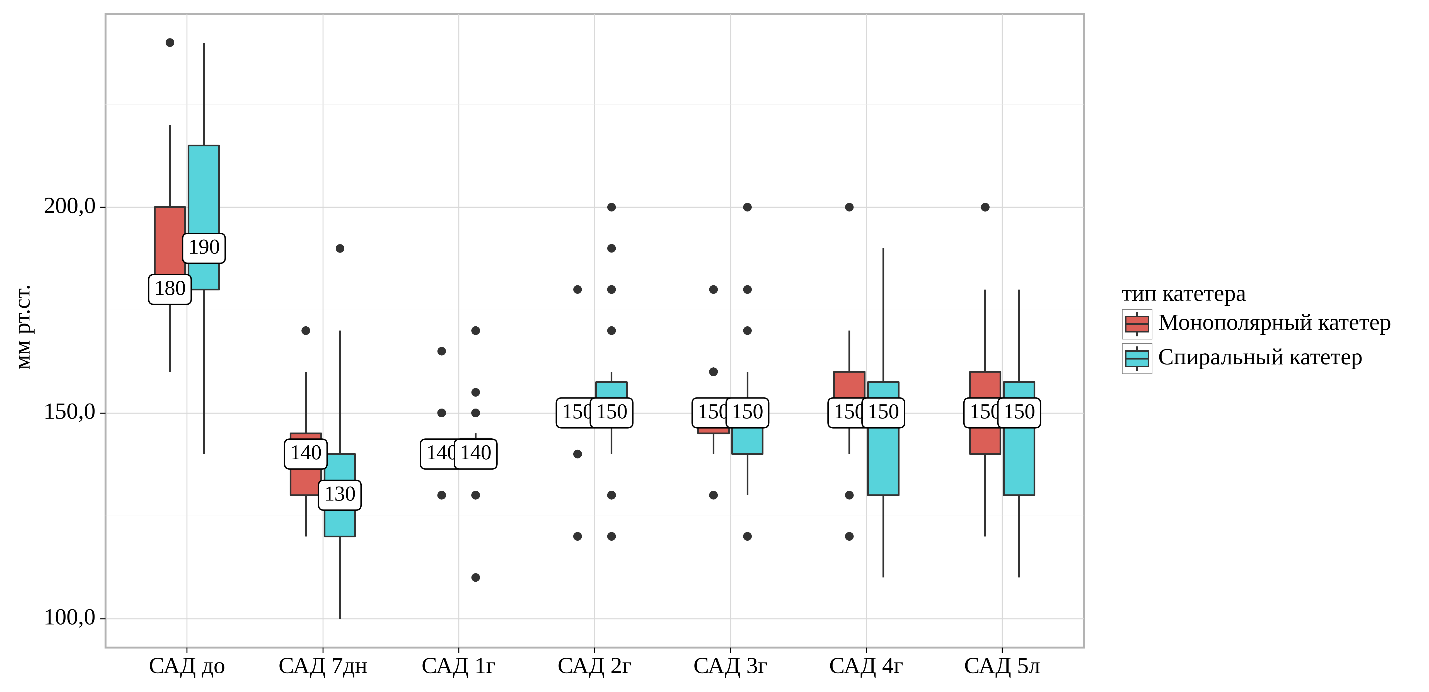 мм рт.ст.
200,0
150,0
100,0
180
190
140
130
140
140
150
150
150
150
150
150
150
150
САД до
САД 7дн
САД 1г
САД 2г
САД 3г
САД 4г
САД 5л
тип катетера
Монополярный катетер
Спиральный катетер